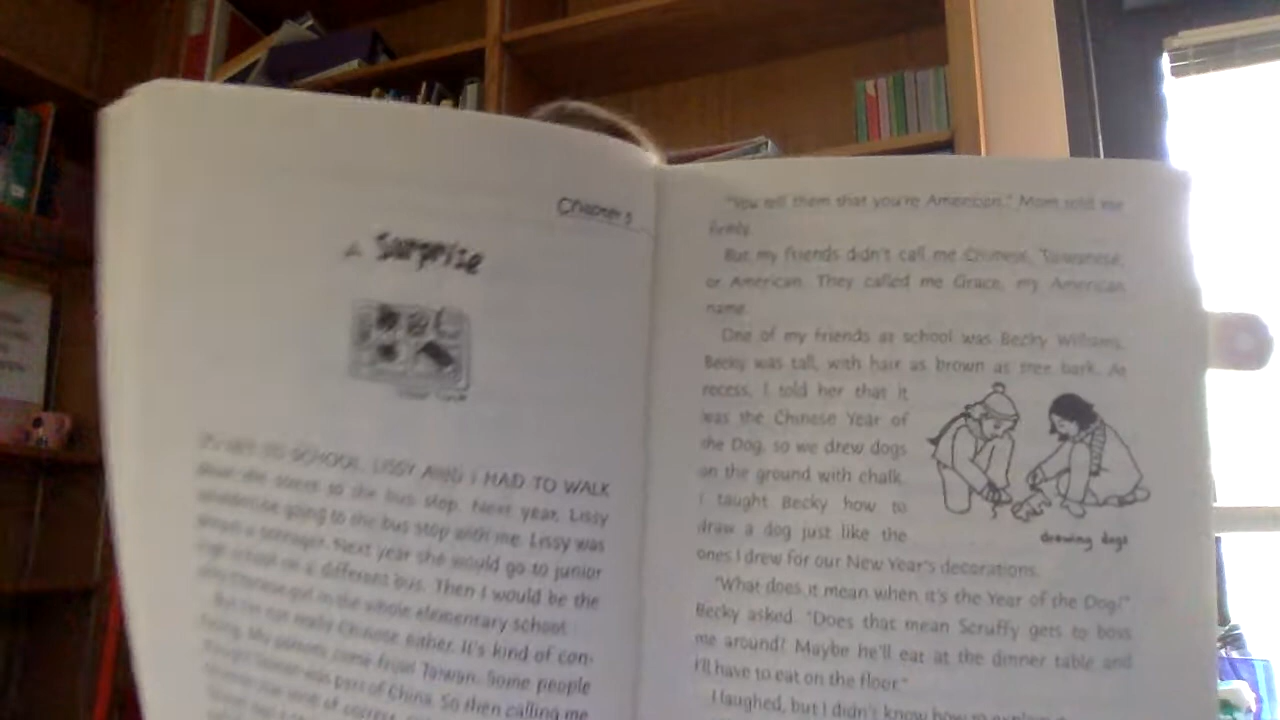 Chapter 3
A Surprise
TO GET TO SCHOOL, LISSY AND I HAD TO WALK
down the street to the bus stop. Next year, Lissy
wouldn't be going to the bus stop with me. Lissy was
a teenager. Next year she would go to junior
high school on a different bus. Then I would be the
only Chinese girl in the whole elementary school.
But I'm not really Chinese either. It's kind of con-
fusing. My parents came from Taiwan. Some people
Taiwan was part of China. So then calling me
"You tell them that you're American." Mom told me
firmly.
But my friends didn't call me Chinese, Taiwanese,
or American. They called me Grace, my American
name.
One of my friends at school was Becky Williams.
Becky was tall, with hair as brown as tree bark. At
recess, I told her that it
was the Chinese Year of
the Dog, so we drew dogs
on the ground with chalk.
I taught Becky how to
draw a dog just like the
ones I drew for our New Year's decorations.
drawing dogs
"What does it mean when it's the Year of the Dog?"
Becky asked. "Does that mean Scruffy gets to boss
me around? Maybe he'll eat at the dinner table and
I'll have to eat on the floor."
I laughed, but I didn't know how to